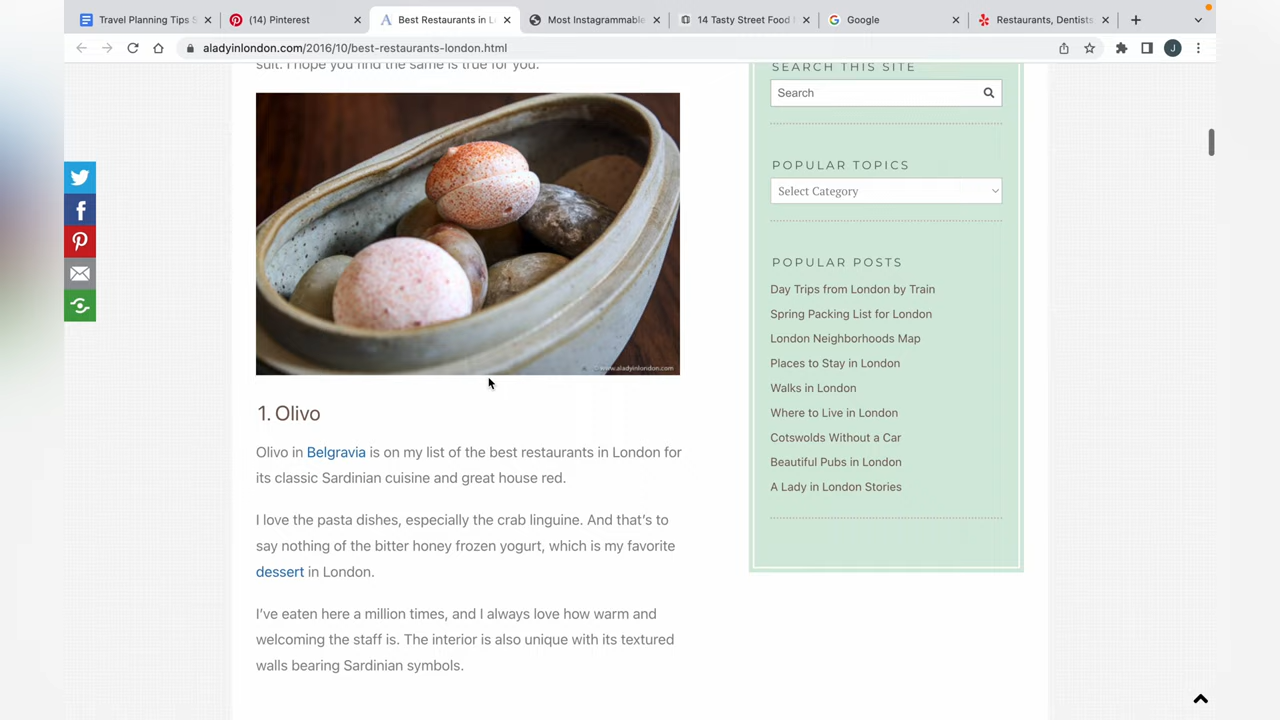 Travel Planning Tips S
(14) Pinterest
Best Restaurants in L
Most Instagrammable
14 Tasty Street Food
Google
Restaurants, Dentists
aladyinlondon.com/2016/10/best-restaurants-london.html
J
suit. I hope you find the same is true for you.
www.aladyinlondon.com
1. Olivo
Olivo in Belgravia is on my list of the best restaurants in London for
its classic Sardinian cuisine and great house red.
I love the pasta dishes, especially the crab linguine. And that's to
say nothing of the bitter honey frozen yogurt, which is my favorite
dessert in London.
I've eaten here a million times, and I always love how warm and
welcoming the staff is. The interior is also unique with its textured
walls bearing Sardinian symbols.
SEARCH THIS SITE
Search
POPULAR TOPICS
Select Category
POPULAR POSTS
Day Trips from London by Train
Spring Packing List for London
London Neighborhoods Map
Places to Stay in London
Walks in London
Where to Live in London
Cotswolds Without a Car
Beautiful Pubs in London
A Lady in London Stories